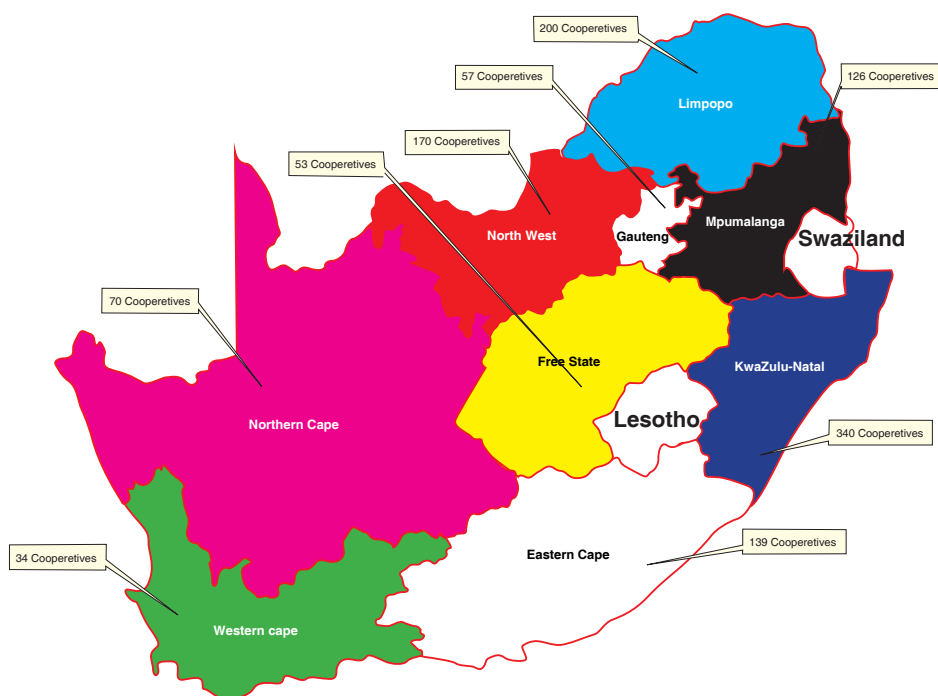 200 Cooperetives
57 Cooperetives
126 Cooperetives
Limpopo
170 Cooperetives
53 Cooperetives
Mpumalanga
North West
Gauteng
Swaziland
70 Cooperetives
Free State
KwaZulu-Natal
Northern Cape
Lesotho
340 Cooperetives
139 Cooperetives
Eastern Cape
34 Cooperetives
Western cape